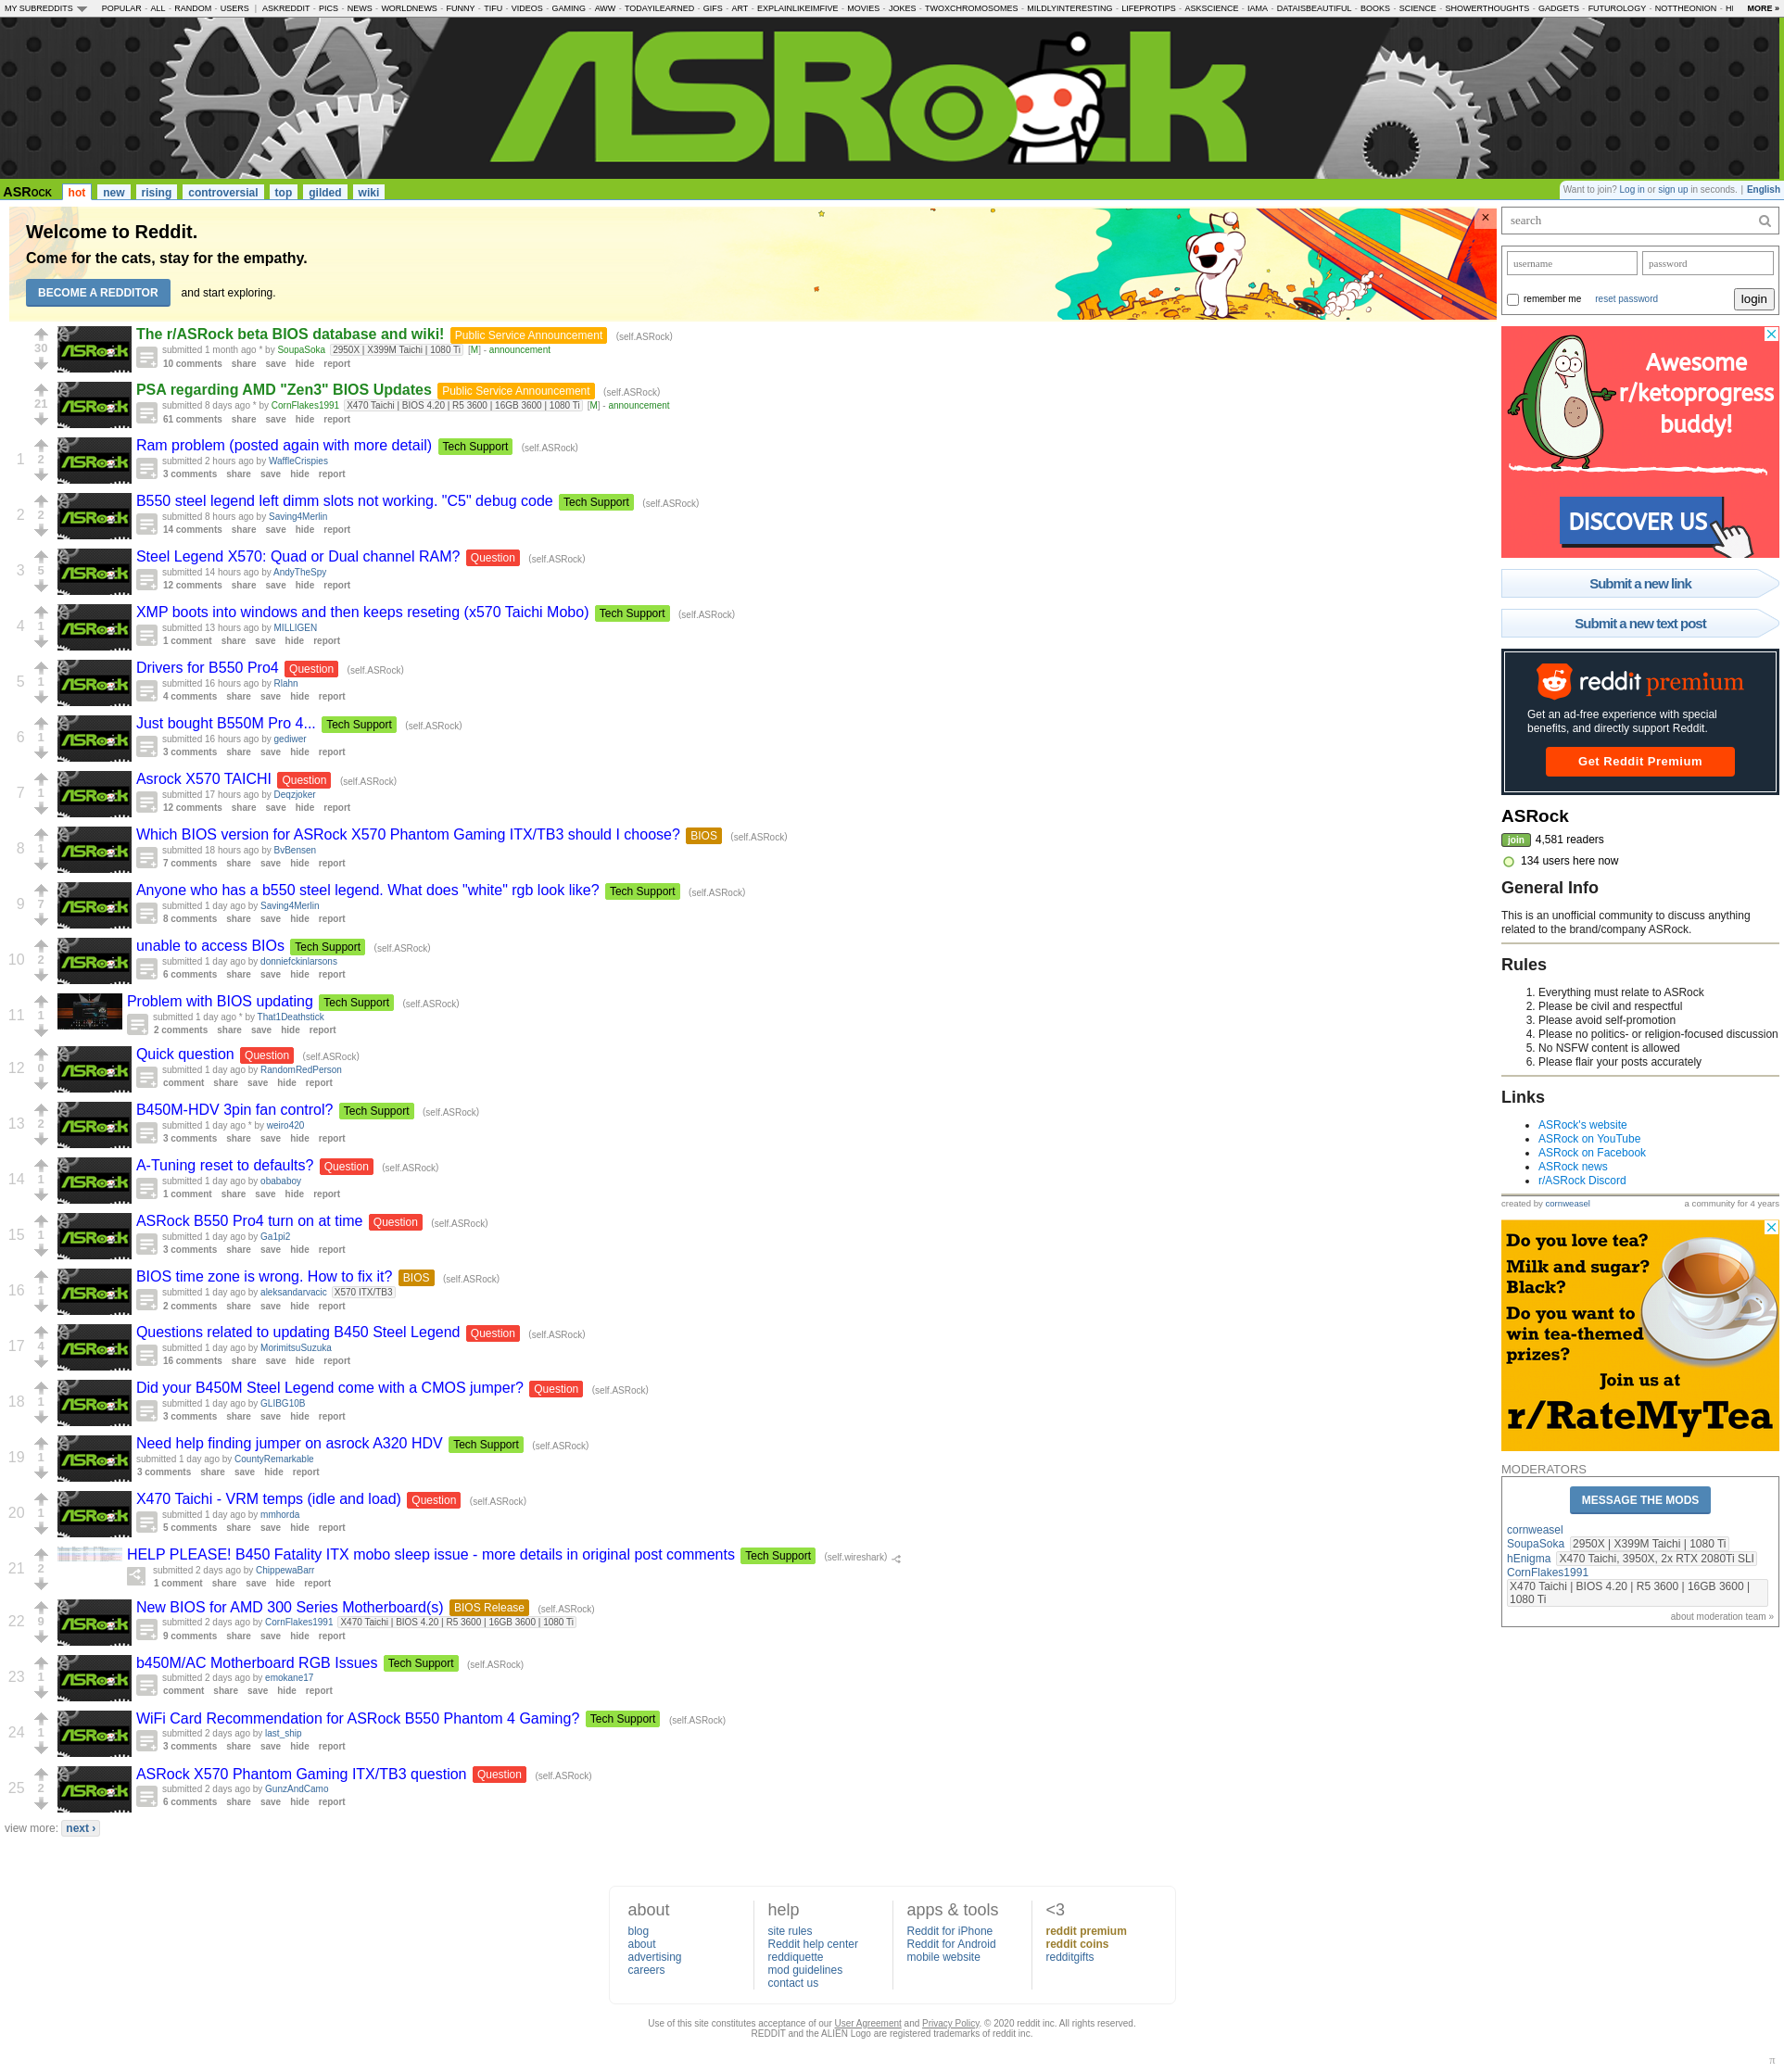 MY SUBREDDITS POPULAR - ALL - RANDOM - USERS | ASKREDDIT - PICS - NEWS - WORLDNEWS - FUNNY - TIFU - VIDEOS - GAMING - AWW - TODAYILEARNED - GIFS - ART - EXPLAINLIKEIMFIVE - MOVIES - JOKES - TWOXCHROMOSOMES - MILDLYINTERESTING - LIFEPROTIPS - ASKSCIENCE - IAMA - DATAISBEAUTIFUL - BOOKS - SCIENCE - SHOWERTHOUGHTS - GADGETS - FUTUROLOGY - NOTTHEONION - HI MORE »
ASRock
ASROCK hot new rising controversial top gilded wiki
Want to join? Log in or sign up in seconds. | English
Welcome to Reddit.
Come for the cats, stay for the empathy.
BECOME A REDDITOR and start exploring.
30
The r/ASRock beta BIOS database and wiki! Public Service Announcement (self.ASRock)
submitted 1 month ago * by SoupaSoka 2950X | X399M Taichi | 1080 Ti [M] - announcement
10 comments share save hide report
21
PSA regarding AMD "Zen3" BIOS Updates Public Service Announcement (self.ASRock)
submitted 8 days ago * by CornFlakes1991 X470 Taichi | BIOS 4.20 | R5 3600 | 16GB 3600 | 1080 Ti [M] - announcement
61 comments share save hide report
1 2
Ram problem (posted again with more detail) Tech Support (self.ASRock)
submitted 2 hours ago by WaffleCrispies
3 comments share save hide report
2 2
B550 steel legend left dimm slots not working. "C5" debug code Tech Support (self.ASRock)
submitted 8 hours ago by Saving4Merlin
14 comments share save hide report
3 5
Steel Legend X570: Quad or Dual channel RAM? Question (self.ASRock)
submitted 14 hours ago by AndyTheSpy
12 comments share save hide report
4 1
XMP boots into windows and then keeps reseting (x570 Taichi Mobo) Tech Support (self.ASRock)
submitted 13 hours ago by MILLIGEN
1 comment share save hide report
5 1
Drivers for B550 Pro4 Question (self.ASRock)
submitted 16 hours ago by Rlahn
4 comments share save hide report
6 1
Just bought B550M Pro 4... Tech Support (self.ASRock)
submitted 16 hours ago by gediwer
3 comments share save hide report
7 1
Asrock X570 TAICHI Question (self.ASRock)
submitted 17 hours ago by Deqzjoker
12 comments share save hide report
8 1
Which BIOS version for ASRock X570 Phantom Gaming ITX/TB3 should I choose? BIOS (self.ASRock)
submitted 18 hours ago by BvBensen
7 comments share save hide report
9 7
Anyone who has a b550 steel legend. What does "white" rgb look like? Tech Support (self.ASRock)
submitted 1 day ago by Saving4Merlin
8 comments share save hide report
10 2
unable to access BIOs Tech Support (self.ASRock)
submitted 1 day ago by donniefckinlarsons
6 comments share save hide report
11 1
Problem with BIOS updating Tech Support (self.ASRock)
submitted 1 day ago * by That1Deathstick
2 comments share save hide report
12 0
Quick question Question (self.ASRock)
submitted 1 day ago by RandomRedPerson
comment share save hide report
13 2
B450M-HDV 3pin fan control? Tech Support (self.ASRock)
submitted 1 day ago * by weiro420
3 comments share save hide report
14 1
A-Tuning reset to defaults? Question (self.ASRock)
submitted 1 day ago by obababoy
1 comment share save hide report
15 1
ASRock B550 Pro4 turn on at time Question (self.ASRock)
submitted 1 day ago by Ga1pi2
3 comments share save hide report
16 1
BIOS time zone is wrong. How to fix it? BIOS (self.ASRock)
submitted 1 day ago by aleksandarvacic X570 ITX/TB3
2 comments share save hide report
17 4
Questions related to updating B450 Steel Legend Question (self.ASRock)
submitted 1 day ago by MorimitsuSuzuka
16 comments share save hide report
18 1
Did your B450M Steel Legend come with a CMOS jumper? Question (self.ASRock)
submitted 1 day ago by GLIBG10B
3 comments share save hide report
19 1
Need help finding jumper on asrock A320 HDV Tech Support (self.ASRock)
submitted 1 day ago by CountyRemarkable
3 comments share save hide report
20 1
X470 Taichi - VRM temps (idle and load) Question (self.ASRock)
submitted 1 day ago by mmhorda
5 comments share save hide report
21 2
HELP PLEASE! B450 Fatality ITX mobo sleep issue - more details in original post comments Tech Support (self.wireshark)
submitted 2 days ago by ChippewaBarr
1 comment share save hide report
22 9
New BIOS for AMD 300 Series Motherboard(s) BIOS Release (self.ASRock)
submitted 2 days ago by CornFlakes1991 X470 Taichi | BIOS 4.20 | R5 3600 | 16GB 3600 | 1080 Ti
9 comments share save hide report
23 1
b450M/AC Motherboard RGB Issues Tech Support (self.ASRock)
submitted 2 days ago by emokane17
comment share save hide report
24 1
WiFi Card Recommendation for ASRock B550 Phantom 4 Gaming? Tech Support (self.ASRock)
submitted 2 days ago by last_ship
3 comments share save hide report
25 2
ASRock X570 Phantom Gaming ITX/TB3 question Question (self.ASRock)
submitted 2 days ago by GunzAndCamo
6 comments share save hide report
view more: next ›
search
username password
remember me reset password login
Awesome
r/ketoprogress
buddy!
DISCOVER US
Submit a new link
Submit a new text post
reddit premium
Get an ad-free experience with special
benefits, and directly support Reddit.
Get Reddit Premium
ASRock
join 4,581 readers
134 users here now
General Info
This is an unofficial community to discuss anything
related to the brand/company ASRock.
Rules
1. Everything must relate to ASRock
2. Please be civil and respectful
3. Please avoid self-promotion
4. Please no politics- or religion-focused discussion
5. No NSFW content is allowed
6. Please flair your posts accurately
Links
ASRock's website
ASRock on YouTube
ASRock on Facebook
ASRock news
r/ASRock Discord
created by cornweasel a community for 4 years
Do you love tea?
Milk and sugar?
Black?
Do you want to
win tea-themed
prizes?
Join us at
r/RateMyTea
MODERATORS
MESSAGE THE MODS
cornweasel
SoupaSoka 2950X | X399M Taichi | 1080 Ti
hEnigma X470 Taichi, 3950X, 2x RTX 2080Ti SLI
CornFlakes1991
X470 Taichi | BIOS 4.20 | R5 3600 | 16GB 3600 |
1080 Ti
about moderation team »
about
blog
about
advertising
careers
help
site rules
Reddit help center
reddiquette
mod guidelines
contact us
apps & tools
Reddit for iPhone
Reddit for Android
mobile website
<3
reddit premium
reddit coins
redditgifts
Use of this site constitutes acceptance of our User Agreement and Privacy Policy. © 2020 reddit inc. All rights reserved.
REDDIT and the ALIEN Logo are registered trademarks of reddit inc.
π